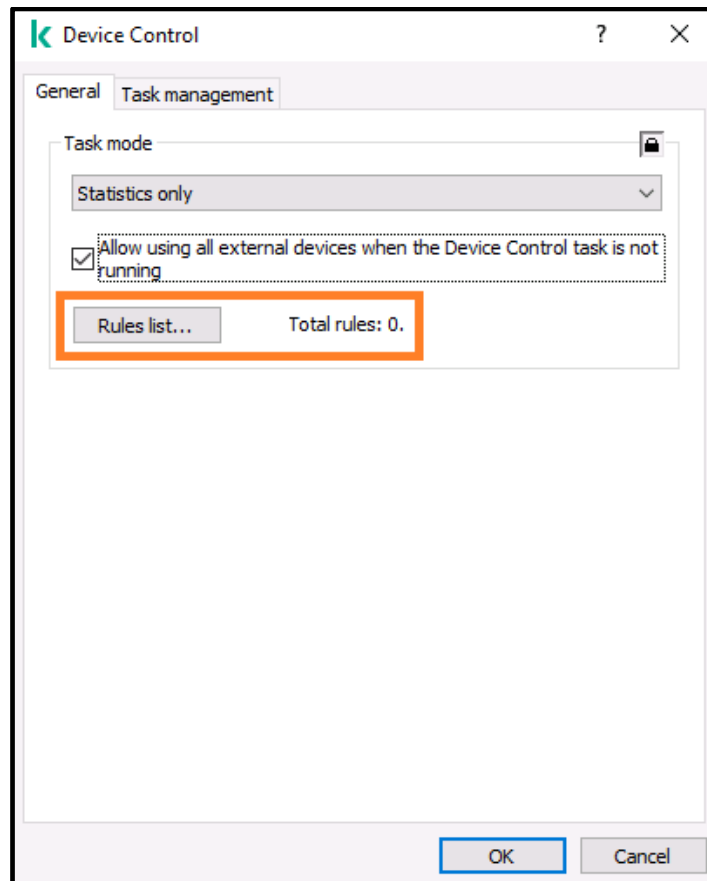 Device Control
?
General
Task management
Task mode
Statistics only
Allow using all external devices when the Device Control task is not
running
Rules list...
Total rules: 0.
OK
Cancel